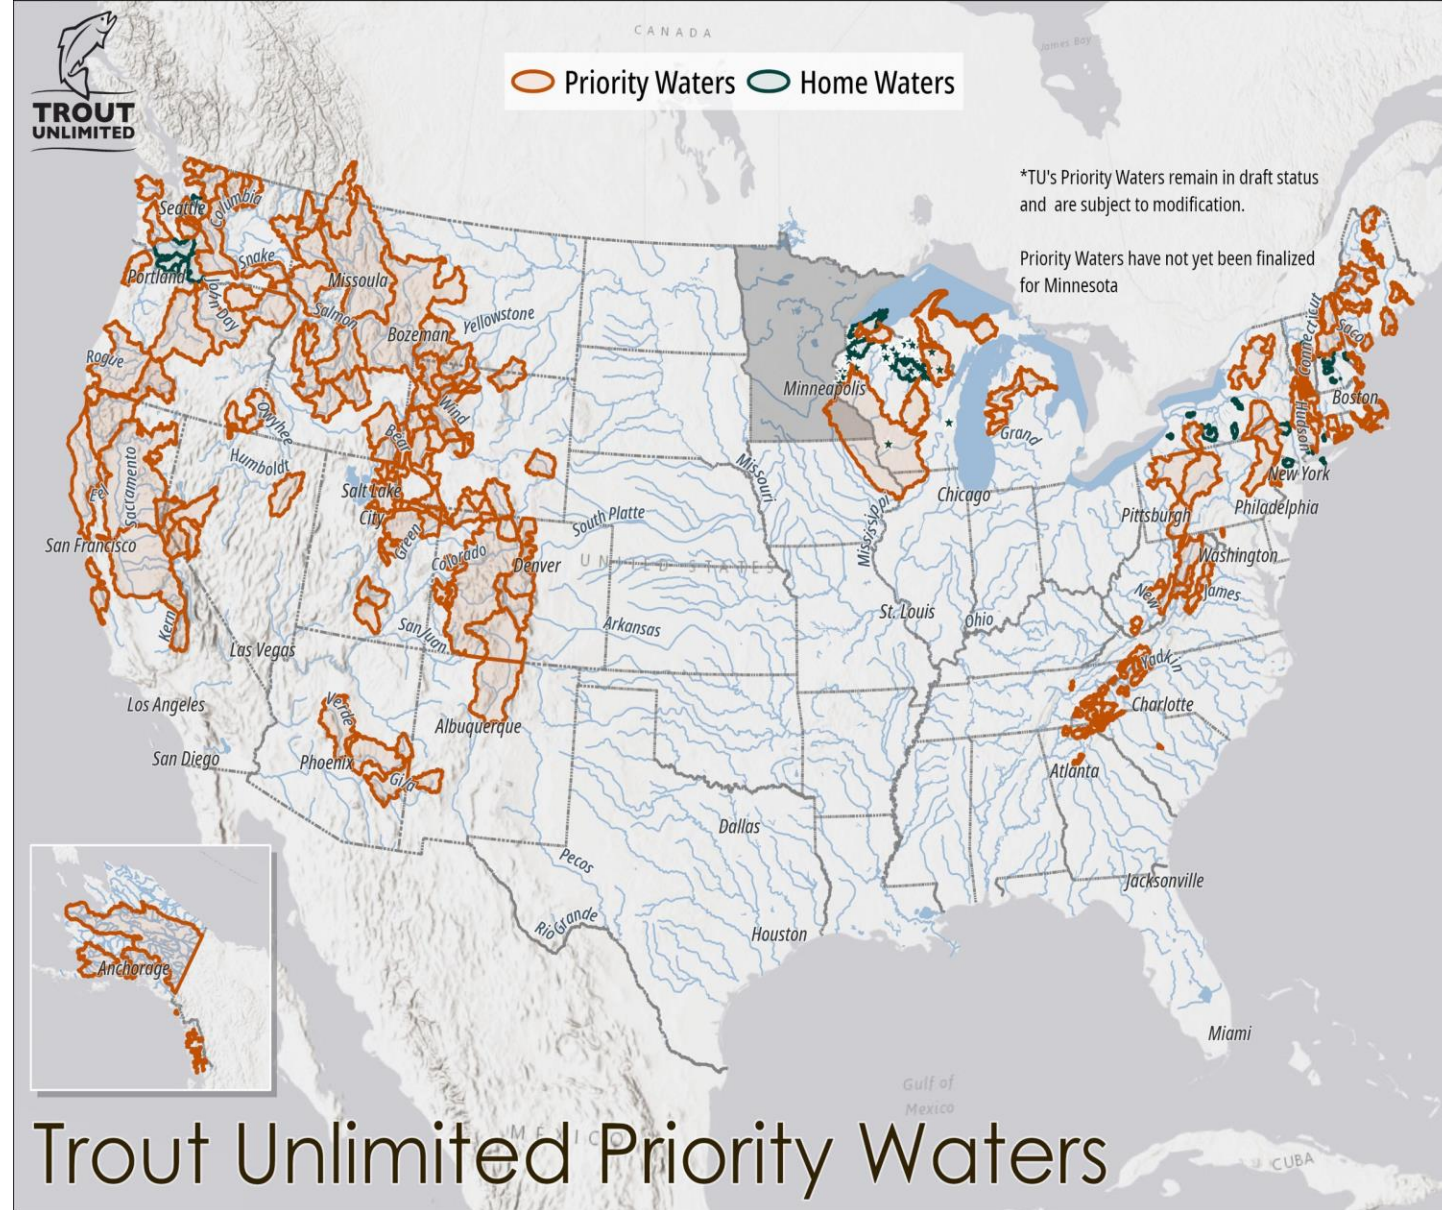 CANADA
James Bay
TROUT
UNLIMITED
Priority Waters
Home Waters
*TU's Priority Waters remain in draft status
and are subject to modification.
Priority Waters have not yet been finalized
for Minnesota
Seattle
Columbia
Snake
Portland
John Day
Missoula
Salmon
Bozeman
Yellowstone
Rogue
Owyhee
Wind
Bear
Humboldt
Eel
Sacramento
Salt Lake
City
Green
San Francisco
Colorado
Denver
South Platte
UNITED STATES
Kern
Las Vegas
San Juan
Arkansas
Los Angeles
San Diego
Verde
Phoenix
Gila
Albuquerque
Minneapolis
Missouri
Mississippi
Chicago
Grand
St. Louis
Ohio
Connecticut
Saco
Boston
Hudson
New York
Philadelphia
Pittsburgh
Washington
New
James
Yadkin
Charlotte
Atlanta
Dallas
Pecos
Rio Grande
Houston
Jacksonville
Miami
Anchorage
Gulf of
Mexico
MEXICO
CUBA
Trout Unlimited Priority Waters